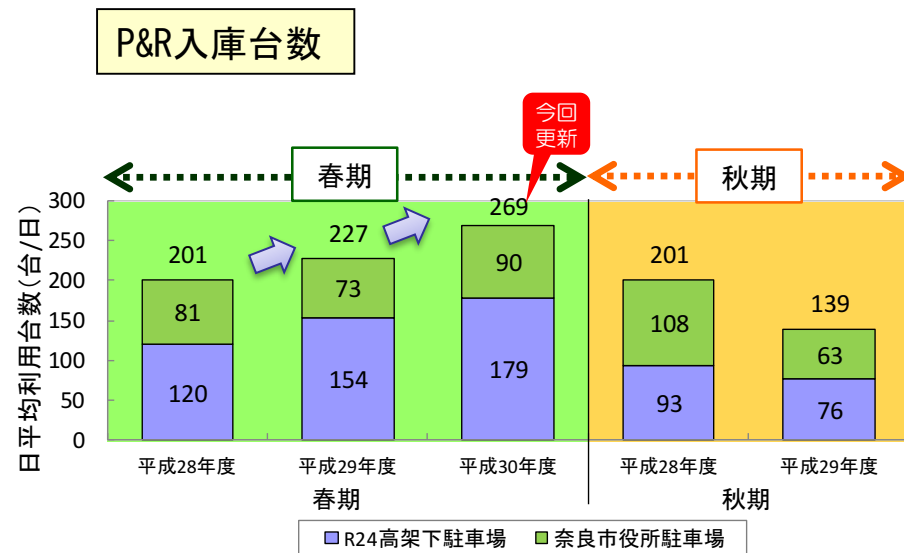 P&R入庫台数
今回
更新
春期
秋期
日平均利用台数(台/日)
300
250
200
150
100
50
0
201
227
269
201
139
81
73
90
108
63
120
154
179
93
76
平成28年度
平成29年度
平成30年度
平成28年度
平成29年度
春期
秋期
R24高架下駐車場
奈良市役所駐車場